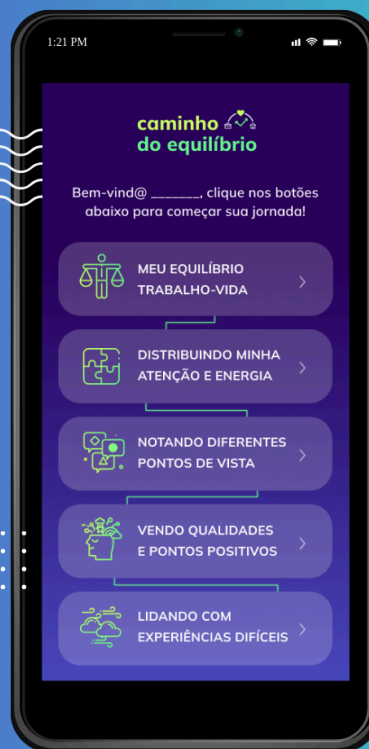 1:21 PM
caminho
do equilíbrio
Bem-vind@ _______, clique nos botões
abaixo para começar sua jornada!
MEU EQUILÍBRIO
TRABALHO-VIDA
DISTRIBUINDO MINHA
ATENÇÃO E ENERGIA
NOTANDO DIFERENTES
PONTOS DE VISTA
VENDO QUALIDADES
E PONTOS POSITIVOS
LIDANDO COM
EXPERIÊNCIAS DIFÍCEIS